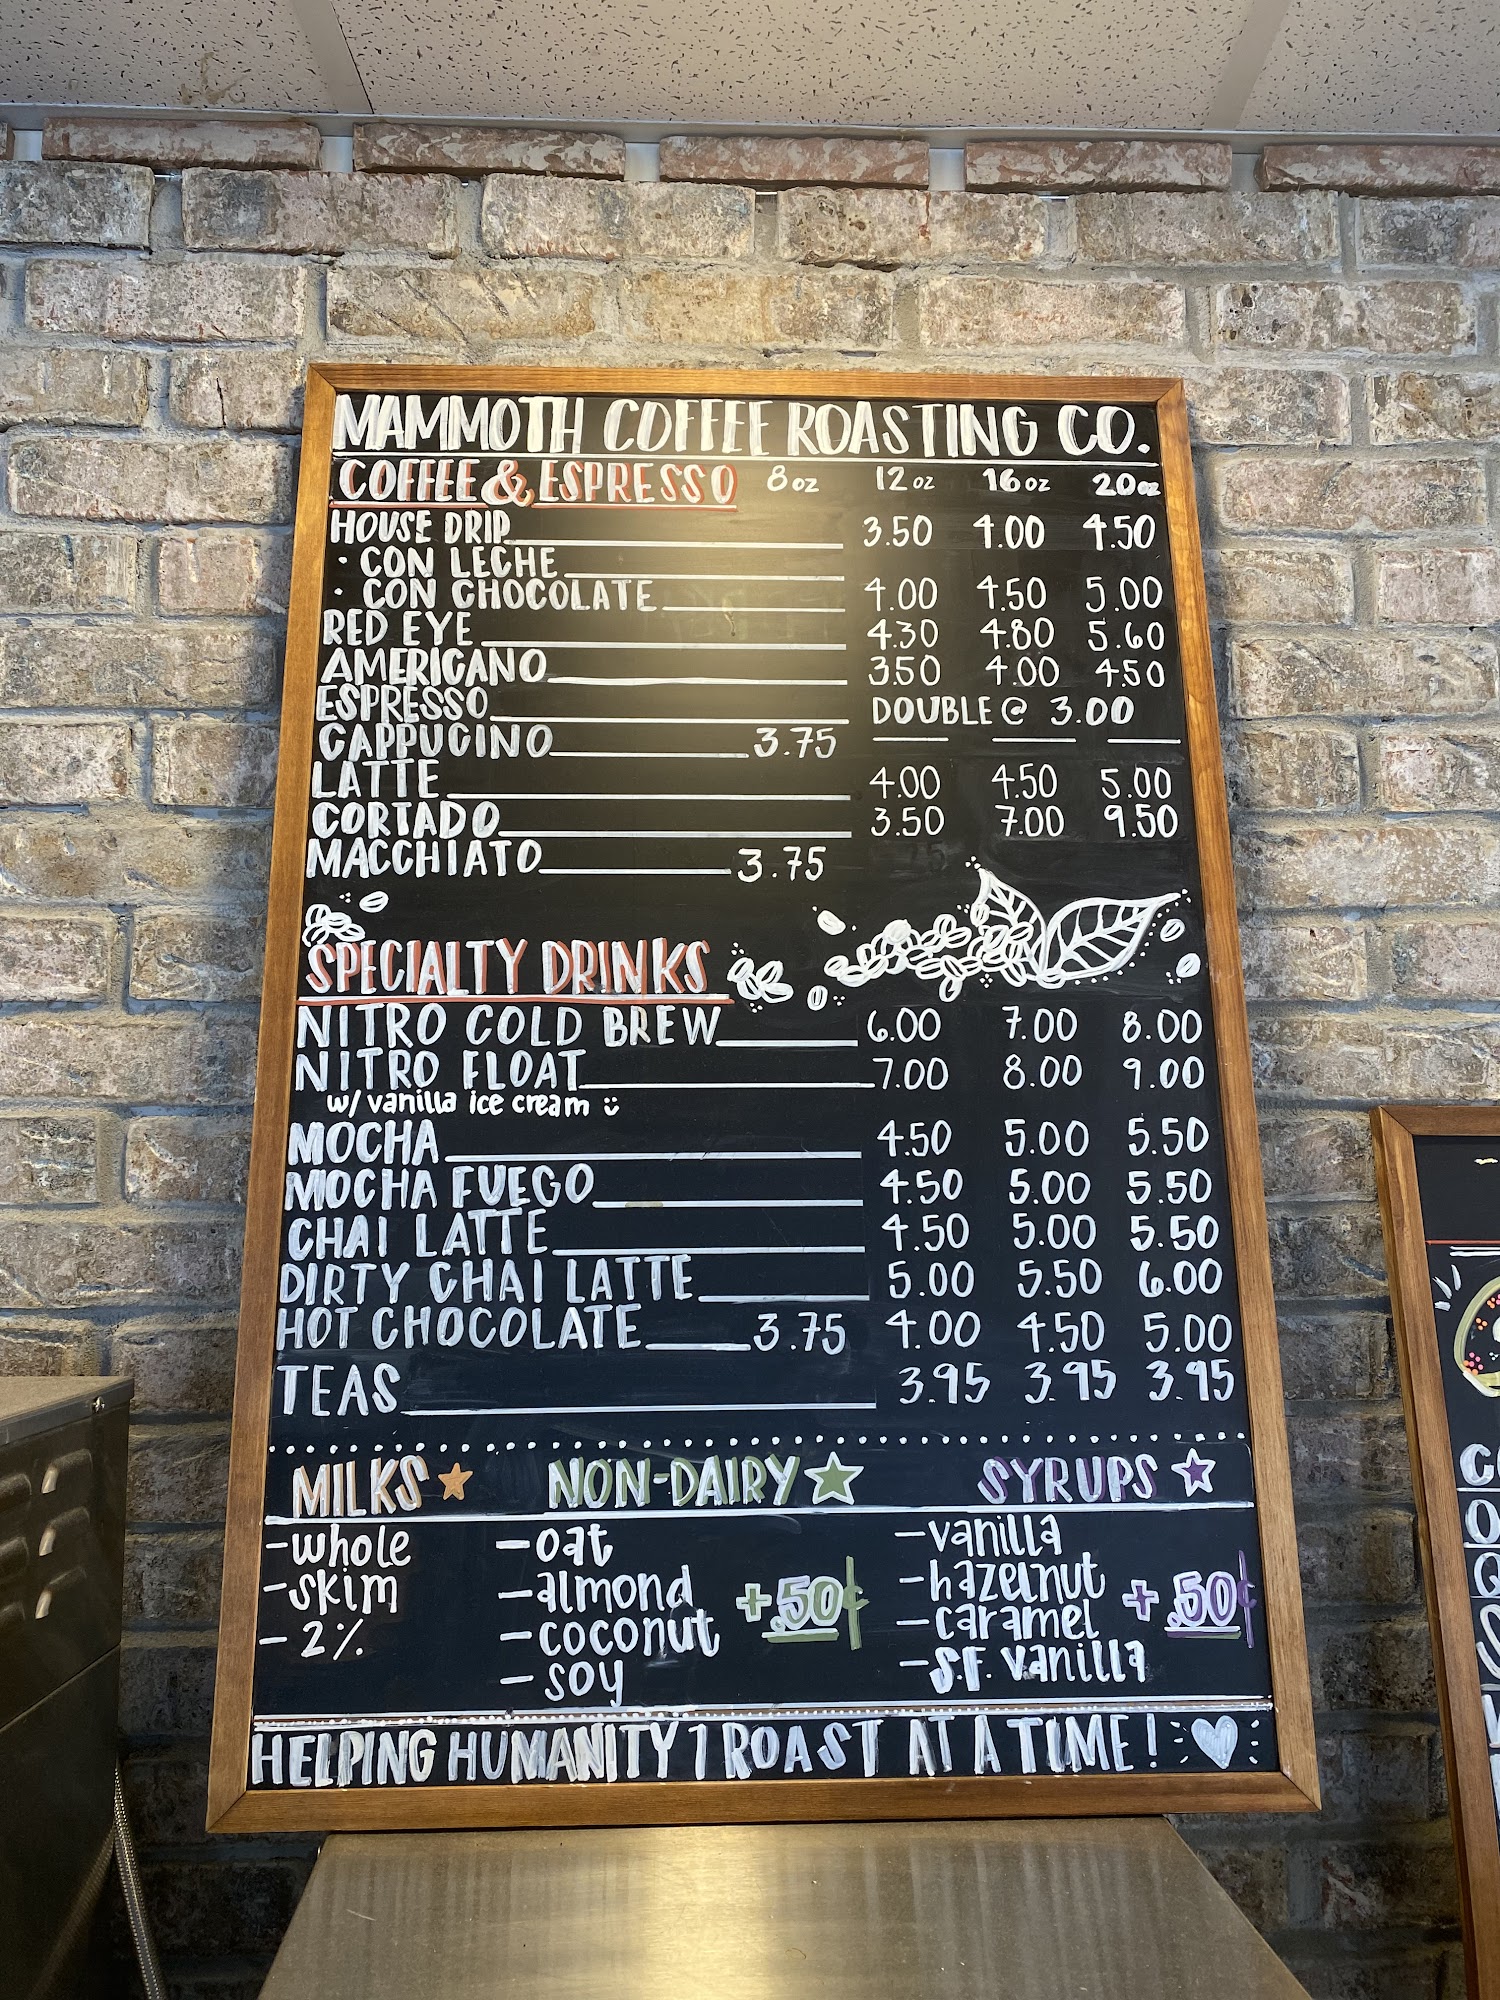 MAMMOTH COFFEE ROASTING CO.
COFFEE & ESPRESSO 8oz 12oz 16oz 20oz
HOUSE DRIP 3.50 4.00 4.50
· CON LECHE
· CON CHOCOLATE 4.00 4.50 5.00
RED EYE 4.30 4.80 5.60
AMERICANO 3.50 4.00 4.50
ESPRESSO DOUBLE @ 3.00
CAPPUCINO 3.75
LATTE 4.00 4.50 5.00
CORTADO 3.50 7.00 9.50
MACCHIATO 3.75
SPECIALTY DRINKS
NITRO COLD BREW 6.00 7.00 8.00
NITRO FLOAT 7.00 8.00 9.00
w/ vanilla ice cream
MOCHA 4.50 5.00 5.50
MOCHA FUEGO 4.50 5.00 5.50
CHAI LATTE 4.50 5.00 5.50
DIRTY CHAI LATTE 5.00 5.50 6.00
HOT CHOCOLATE 3.75 4.00 4.50 5.00
TEAS 3.95 3.95 3.95
MILKS NON-DAIRY SYRUPS
-whole -oat -vanilla
-skim -almond +.50¢ -hazelnut +.50¢
-2% -coconut -caramel
-soy -S.F. vanilla
HELPING HUMANITY 1 ROAST AT A TIME!